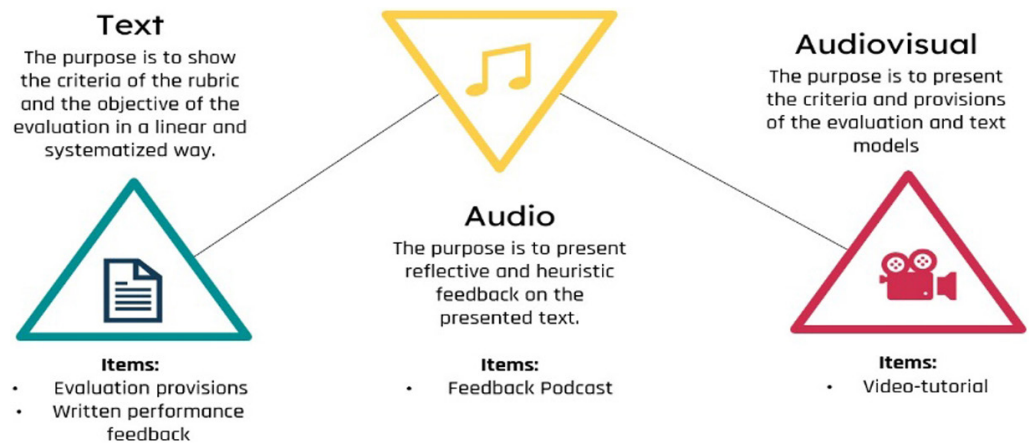 Text
The purpose is to show
the criteria of the rubric
and the objective of the
evaluation in a linear and
systematized way.
Items:
• Evaluation provisions
• Written performance
feedback
Audio
The purpose is to present
reflective and heuristic
feedback on the
presented text.
Items:
• Feedback Podcast
Audiovisual
The purpose is to present
the criteria and provisions
of the evaluation and text
models
Items:
• Video-tutorial